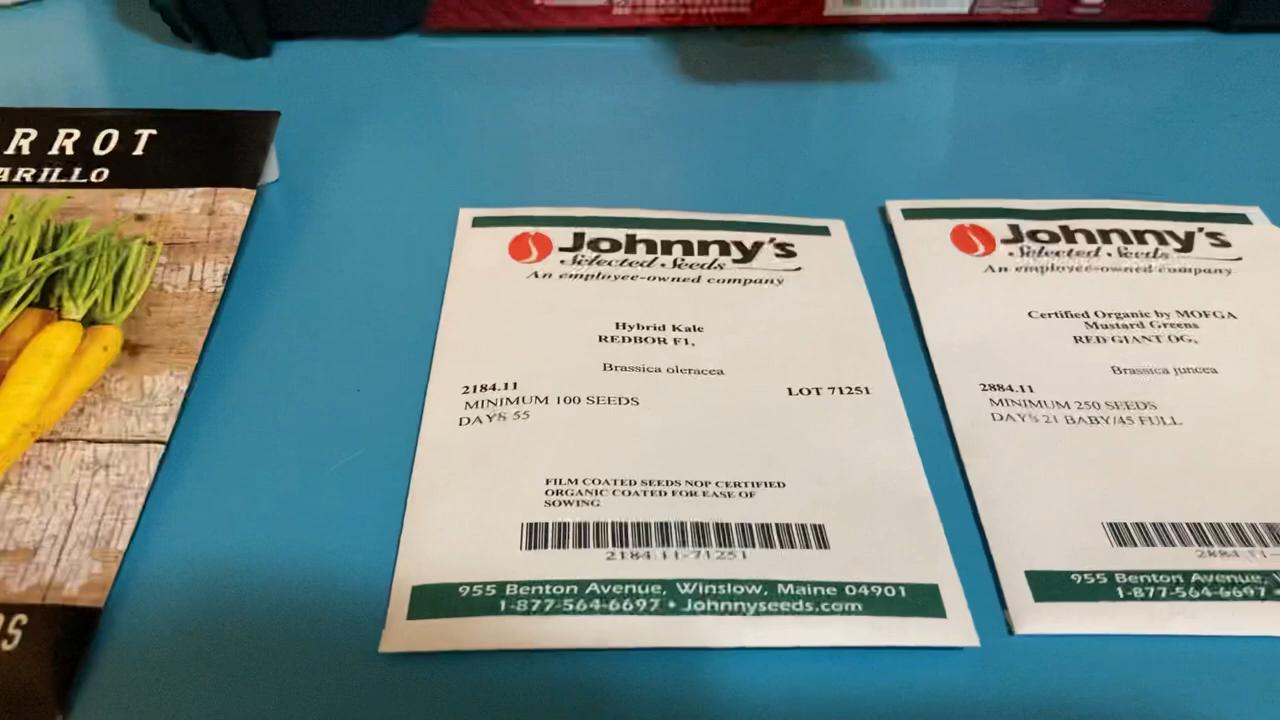 RROT
ARILLO
OS
Johnny's
Selected Seeds
An employee-owned company
Hybrid Kale
REDBOR F1,
Brassica oleracea
2184.11
LOT 71251
MINIMUM 100 SEEDS
DAYS 55
FILM COATED SEEDS NOP CERTIFIED
ORGANIC COATED FOR EASE OF
SOWING
2184.11-71251
955 Benton Avenue, Winslow, Maine 04901
1-877-564-6697 • Johnnyseeds.com
Johnny's
Selected Seeds
An employee-owned company
Certified Organic by MOFGA
Mustard Greens
RED GIANT OG,
Brassica juncea
2884.11
MINIMUM 250 SEEDS
DAYS 21 BABY/45 FULL
2884.11-
955 Benton Avenue,
1-877-564-6697 •